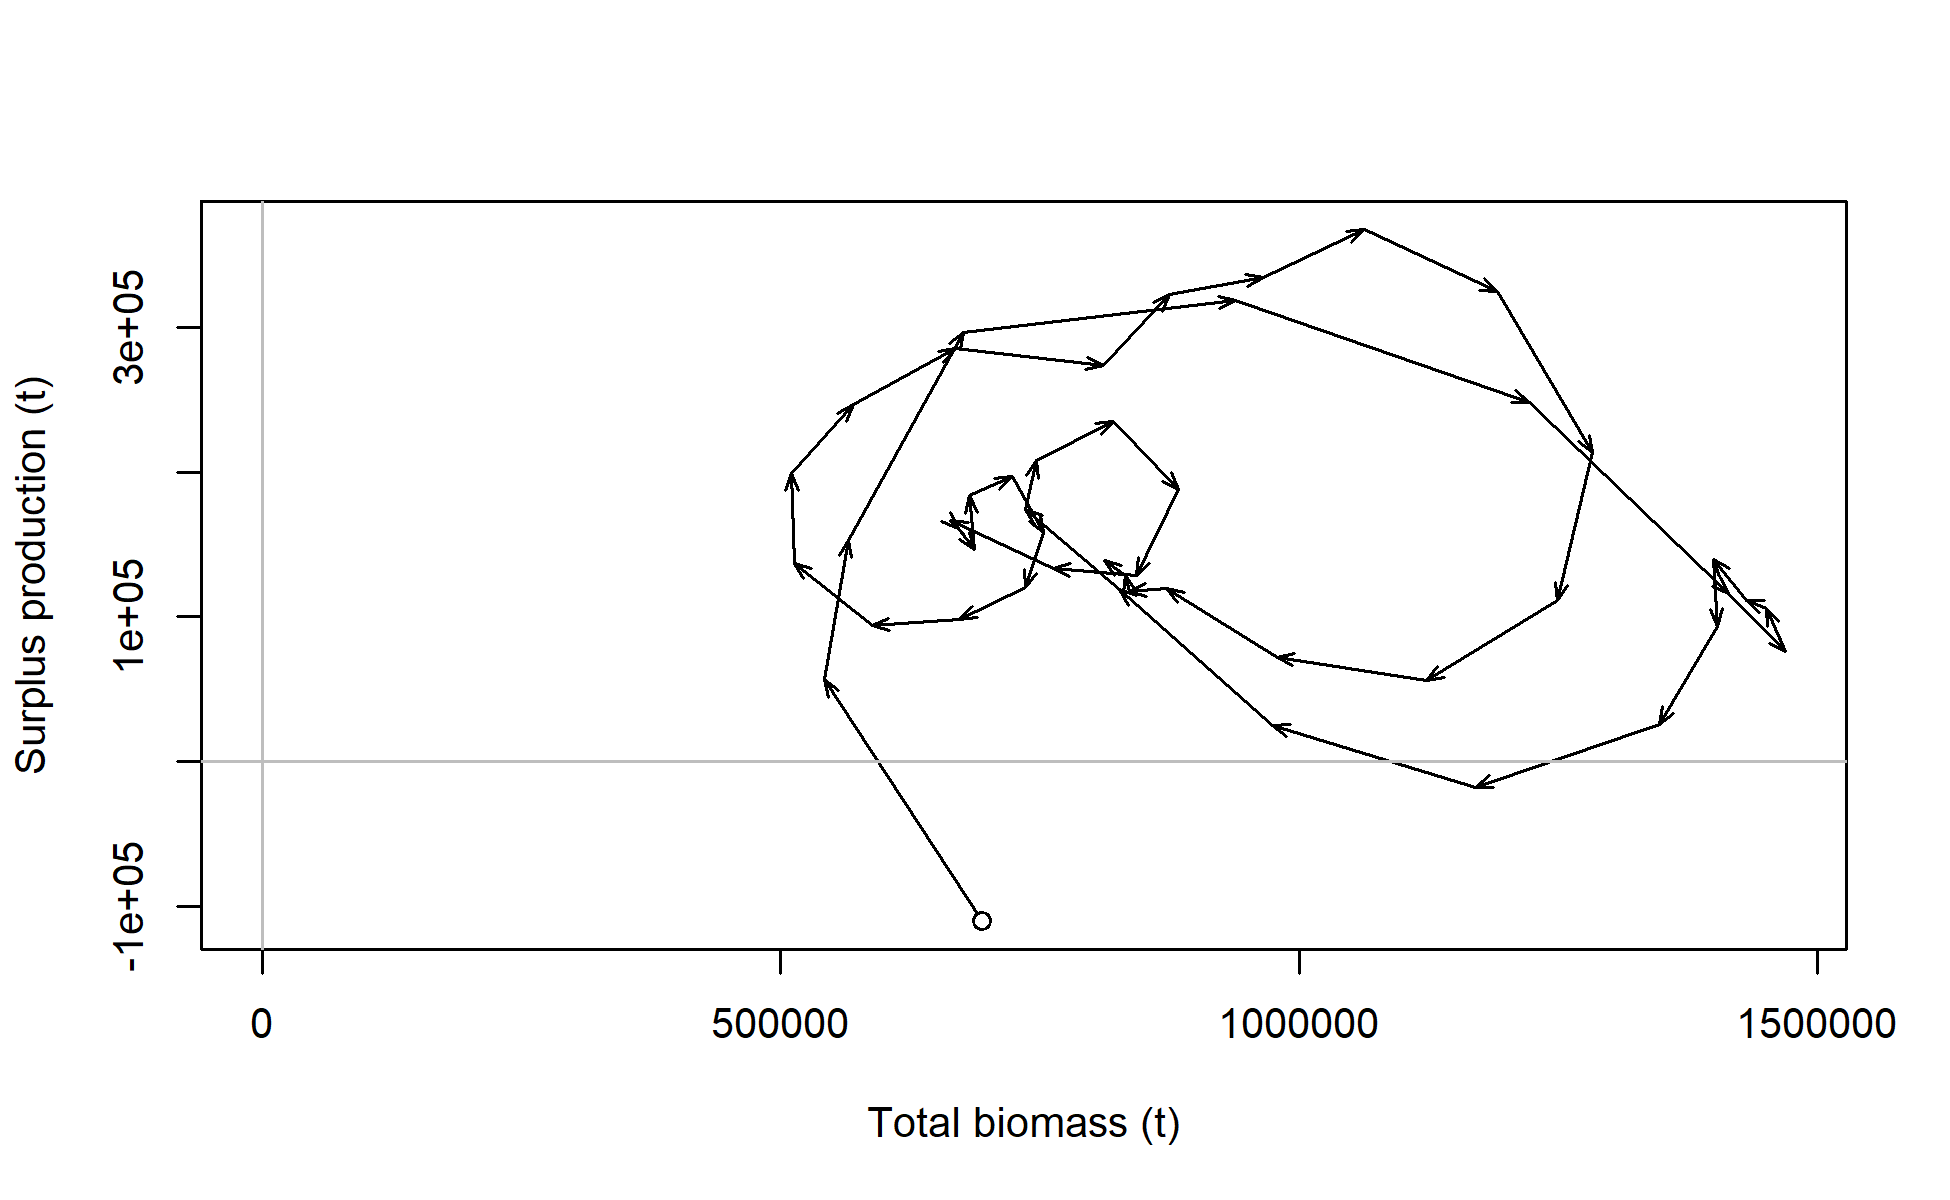 Surplus production (t)
3e+05
1e+05
-1e+05
0
500000
1000000
1500000
Total biomass (t)